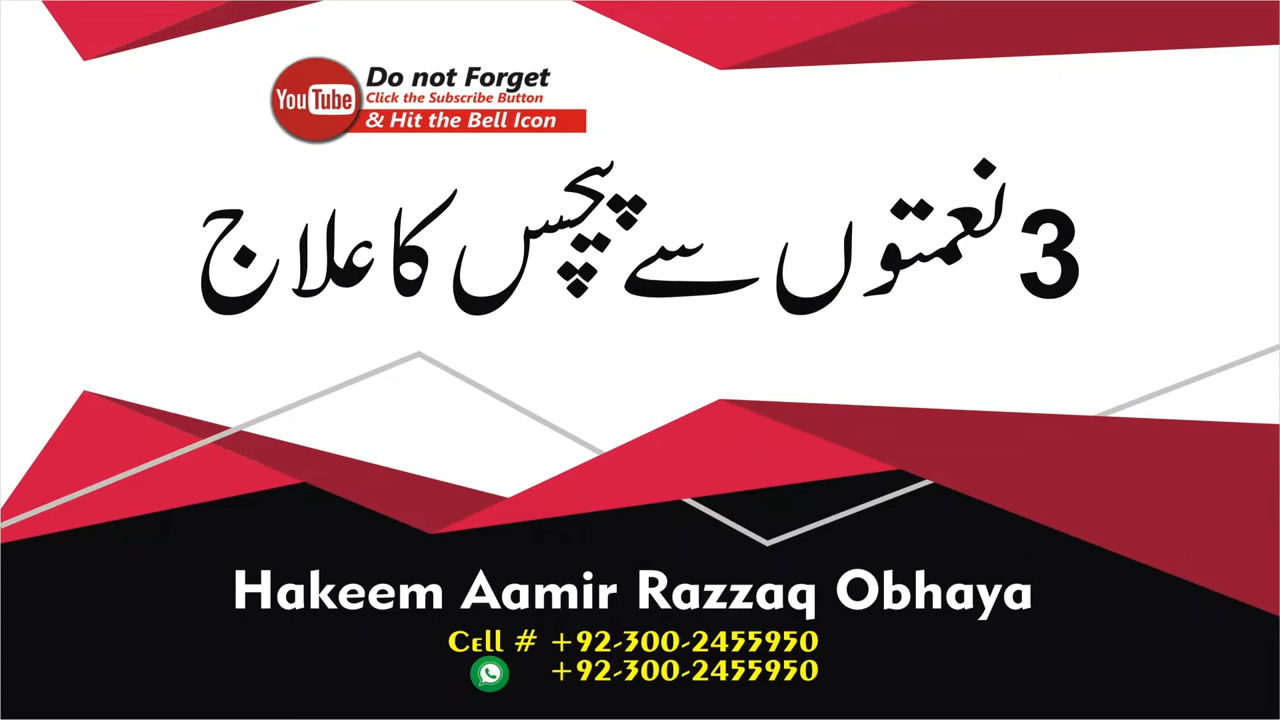 YouTube
Do not Forget
Click the Subscribe Button
& Hit the Bell Icon
3 نعمتوں سے پیچس کا علاج
Hakeem Aamir Razzaq Obhaya
Cell # +92-300-2455950
+92-300-2455950